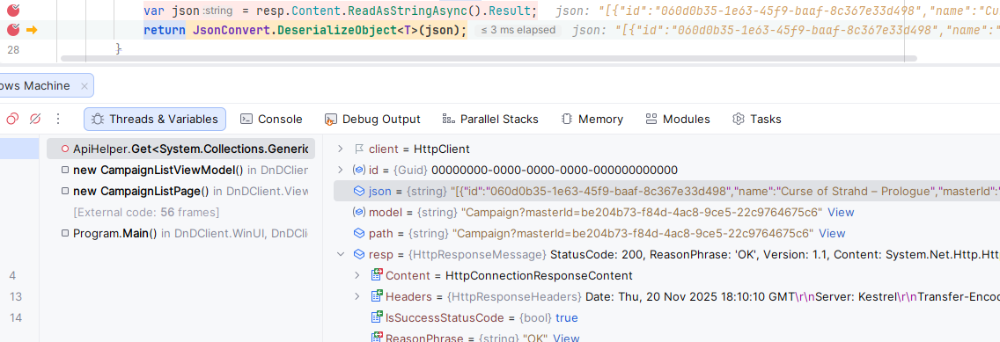 var json :string = resp.Content.ReadAsStringAsync().Result; json: "[{"id":"060d0b35-1e63-45f9-baaf-8c367e33d498","name":"Cu
return JsonConvert.DeserializeObject<T>(json); ≤ 3 ms elapsed json: "[{"id":"060d0b35-1e63-45f9-baaf-8c367e33d498","name":"
28 }
ows Machine ×
Threads & Variables Console Debug Output Parallel Stacks Memory Modules Tasks
ApiHelper.Get<System.Collections.Generic
new CampaignListViewModel() in DnDClien
new CampaignListPage() in DnDClient.View
[External code: 56 frames]
Program.Main() in DnDClient.WinUI, DnDCli
4
13
14
client = HttpClient
id = {Guid} 00000000-0000-0000-0000-000000000000
json = {string} "[{"id":"060d0b35-1e63-45f9-baaf-8c367e33d498","name":"Curse of Strahd – Prologue","masterId":"
model = {string} "Campaign?masterId=be204b73-f84d-4ac8-9ce5-22c9764675c6" View
path = {string} "Campaign?masterId=be204b73-f84d-4ac8-9ce5-22c9764675c6" View
resp = {HttpResponseMessage} StatusCode: 200, ReasonPhrase: 'OK', Version: 1.1, Content: System.Net.Http.Htt
Content = HttpConnectionResponseContent
Headers = {HttpResponseHeaders} Date: Thu, 20 Nov 2025 18:10:10 GMT\r\nServer: Kestrel\r\nTransfer-Encod
IsSuccessStatusCode = {bool} true
ReasonPhrase = {string} "OK" View